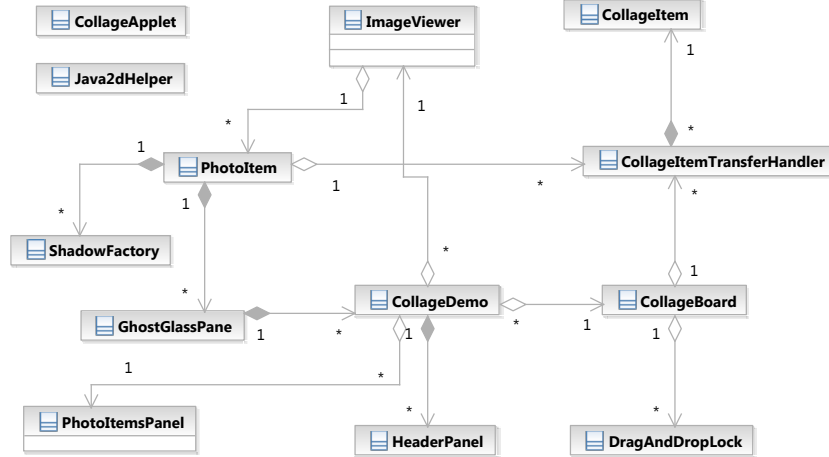 CollageApplet
ImageViewer
CollageItem
Java2dHelper
1
1
1
*
*
1
PhotoItem
1
*
CollageItemTransferHandler
1
*
*
ShadowFactory
*
1
*
CollageDemo
CollageBoard
GhostGlassPane
1
*
1
*
1
1
1
*
*
*
PhotoItemsPanel
HeaderPanel
DragAndDropLock